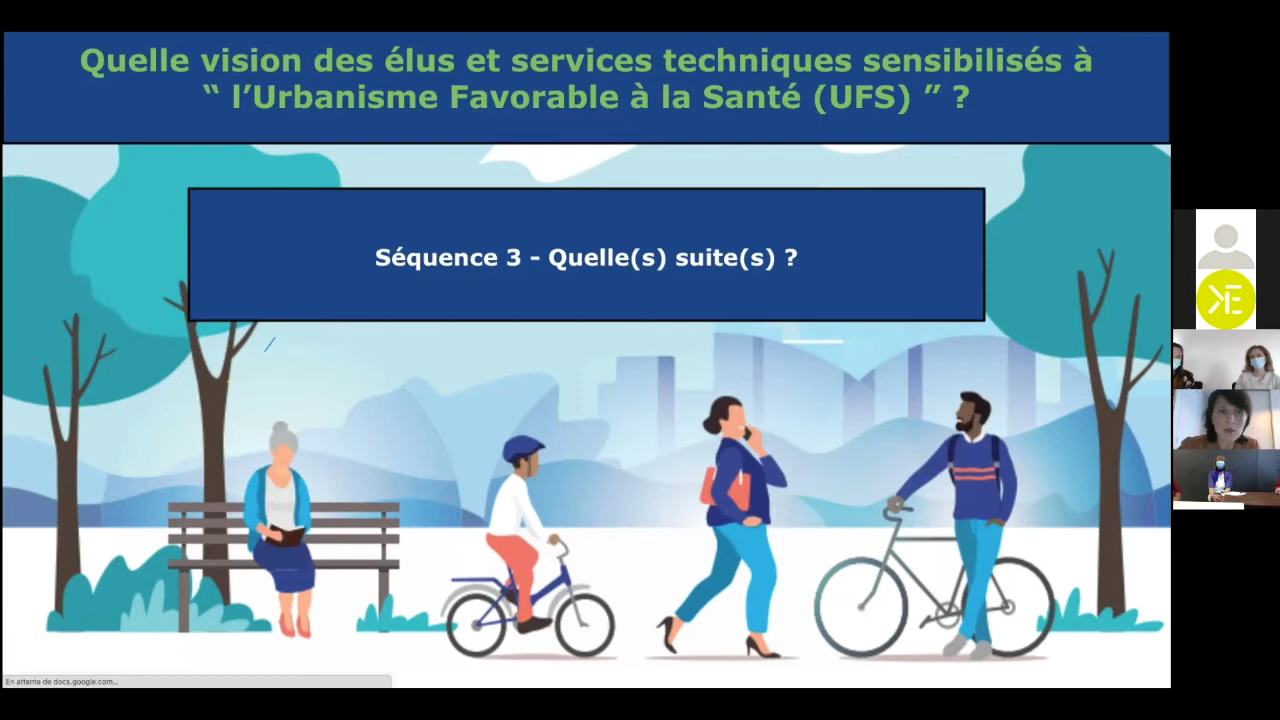 Quelle vision des élus et services techniques sensibilisés à
“ l’Urbanisme Favorable à la Santé (UFS) ” ?
Séquence 3 - Quelle(s) suite(s) ?
KE
En attente de docs.google.com...